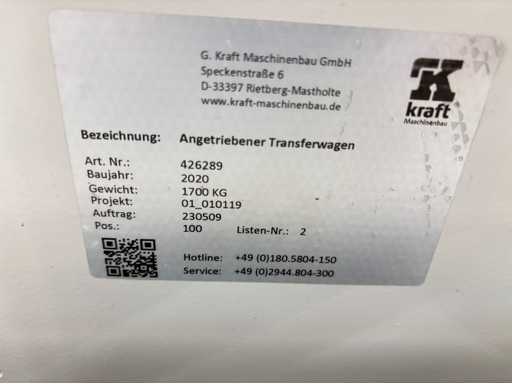 G. Kraft Maschinenbau GmbH
Speckenstraße 6
D-33397 Rietberg-Mastholte
www.kraft-maschinenbau.de
K
kraft
Maschinenbau
Bezeichnung: Angetriebener Transferwagen
Art. Nr.: 426289
Baujahr: 2020
Gewicht: 1700 KG
Projekt: 01_010119
Auftrag: 230509
Pos.: 100 Listen-Nr.: 2
Hotline: +49 (0)180.5804-150
Service: +49 (0)2944.804-300